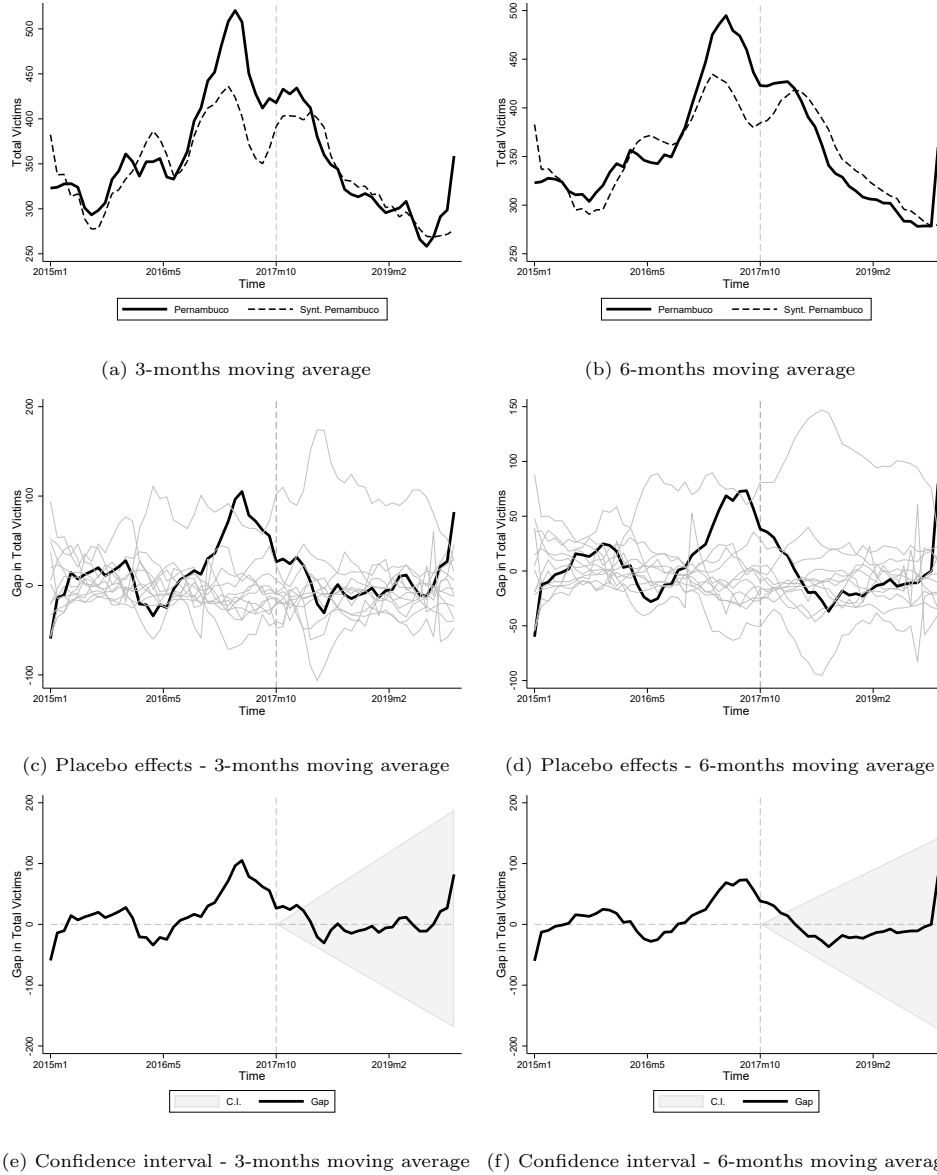 500
450
400
350
300
250
Total Victims
2015m1 2016m5 2017m10 2019m2
Time
Pernambuco Synt. Pernambuco
(a) 3-months moving average
500
450
400
350
300
250
Total Victims
2015m1 2016m5 2017m10 2019m2
Time
Pernambuco Synt. Pernambuco
(b) 6-months moving average
200
100
0
-100
Gap in Total Victims
2015m1 2016m5 2017m10 2019m2
Time
(c) Placebo effects - 3-months moving average
150
100
50
0
-50
-100
Gap in Total Victims
2015m1 2016m5 2017m10 2019m2
Time
(d) Placebo effects - 6-months moving average
200
100
0
-100
-200
Gap in Total Victims
2015m1 2016m5 2017m10 2019m2
Time
C.I. Gap
(e) Confidence interval - 3-months moving average
200
100
0
-100
-200
Gap in Total Victims
2015m1 2016m5 2017m10 2019m2
Time
C.I. Gap
(f) Confidence interval - 6-months moving averag